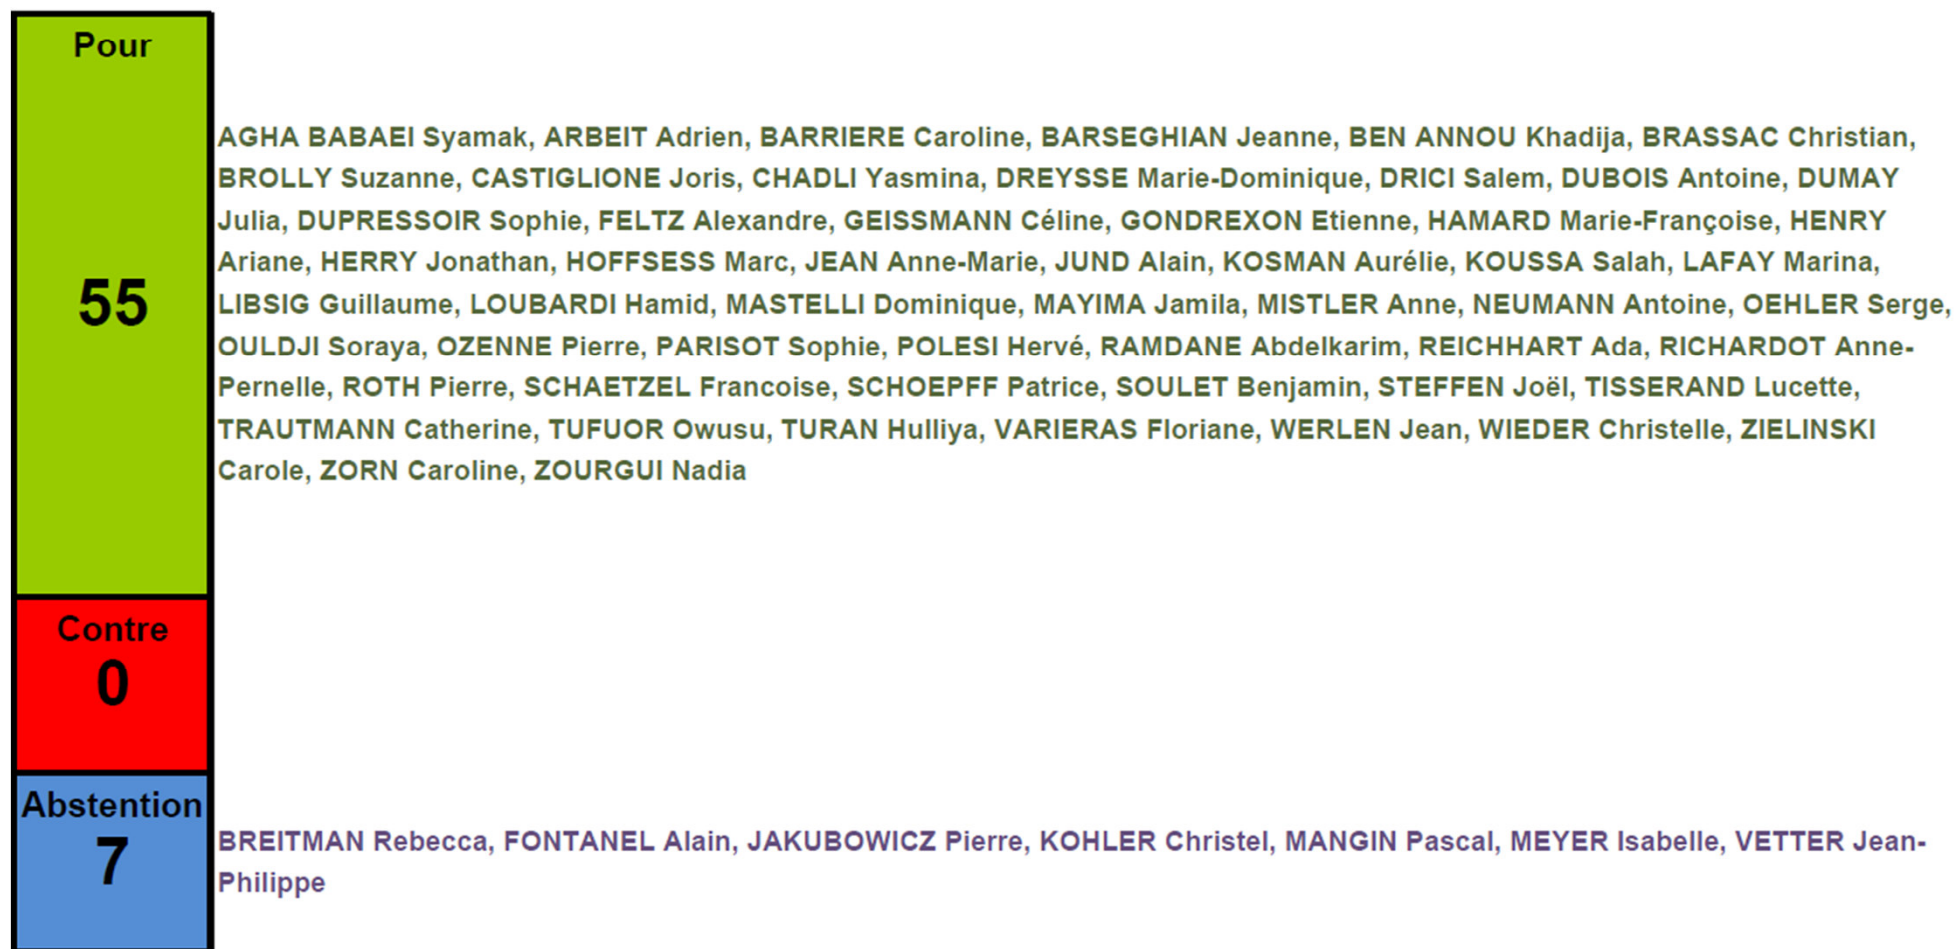 Pour
55
AGHA BABAEI Syamak, ARBEIT Adrien, BARRIERE Caroline, BARSEGHIAN Jeanne, BEN ANNOU Khadija, BRASSAC Christian,
BROLLY Suzanne, CASTIGLIONE Joris, CHADLI Yasmina, DREYSSE Marie-Dominique, DRICI Salem, DUBOIS Antoine, DUMAY
Julia, DUPRESSOIR Sophie, FELTZ Alexandre, GEISSMANN Céline, GONDREXON Etienne, HAMARD Marie-Françoise, HENRY
Ariane, HERRY Jonathan, HOFFSESS Marc, JEAN Anne-Marie, JUND Alain, KOSMAN Aurélie, KOUSSA Salah, LAFAY Marina,
LIBSIG Guillaume, LOUBARDI Hamid, MASTELLI Dominique, MAYIMA Jamila, MISTLER Anne, NEUMANN Antoine, OEHLER Serge,
OULDJI Soraya, OZENNE Pierre, PARISOT Sophie, POLESI Hervé, RAMDANE Abdelkarim, REICHHART Ada, RICHARDOT Anne-
Pernelle, ROTH Pierre, SCHAETZEL Francoise, SCHOEPFF Patrice, SOULET Benjamin, STEFFEN Joël, TISSERAND Lucette,
TRAUTMANN Catherine, TUFUOR Owusu, TURAN Hulliya, VARIERAS Floriane, WERLEN Jean, WIEDER Christelle, ZIELINSKI
Carole, ZORN Caroline, ZOURGUI Nadia
Contre
0
Abstention
7
BREITMAN Rebecca, FONTANEL Alain, JAKUBOWICZ Pierre, KOHLER Christel, MANGIN Pascal, MEYER Isabelle, VETTER Jean-
Philippe